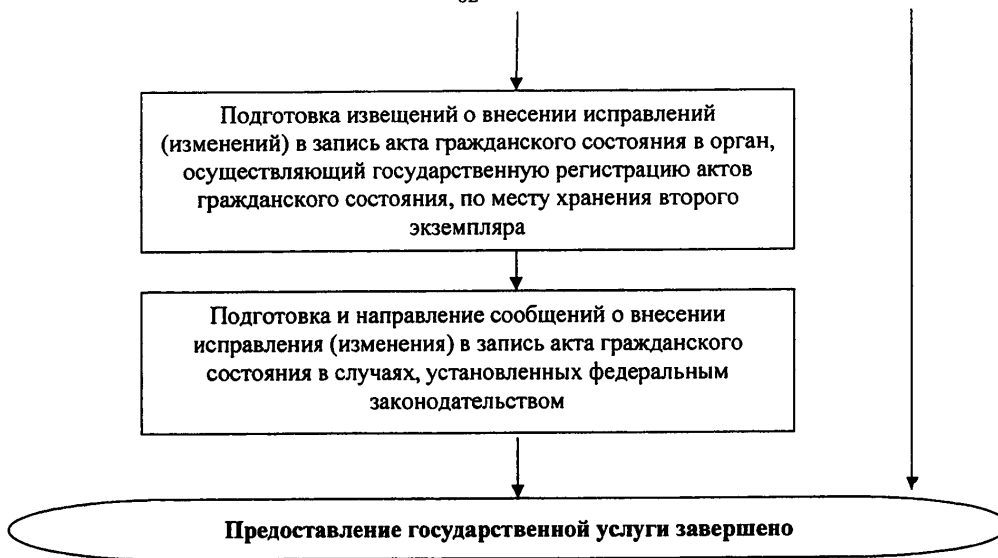 Подготовка извещений о внесении исправлений
(изменений) в запись акта гражданского состояния в орган,
осуществляющий государственную регистрацию актов
гражданского состояния, по месту хранения второго
экземпляра
Подготовка и направление сообщений о внесении
исправления (изменения) в запись акта гражданского
состояния в случаях, установленных федеральным
законодательством
Предоставление государственной услуги завершено